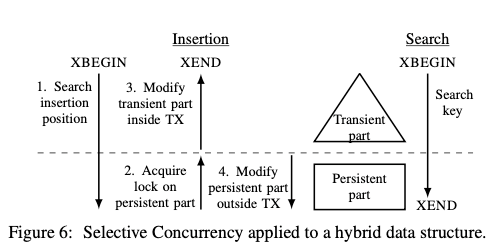 Insertion
Search
XBEGIN
XEND
XBEGIN
1. Search
insertion
position
3. Modify
transient part
inside TX
Transient
part
Search
key
2. Acquire
lock on
persistent part
4. Modify
persistent part
outside TX
Persistent
part
XEND
Figure 6: Selective Concurrency applied to a hybrid data structure.